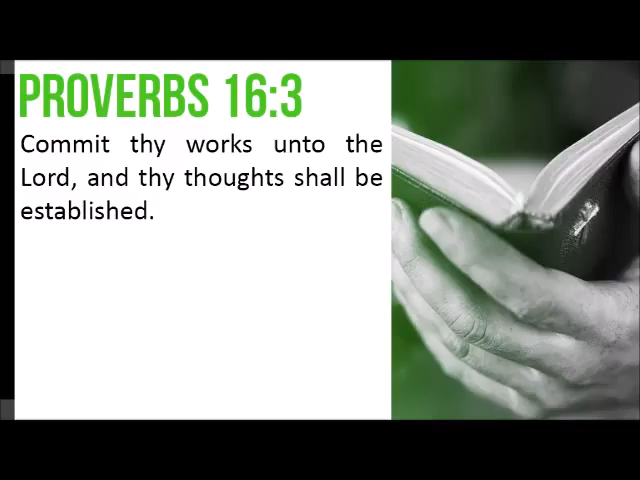 PROVERBS 16:3
Commit thy works unto the
Lord, and thy thoughts shall be
established.